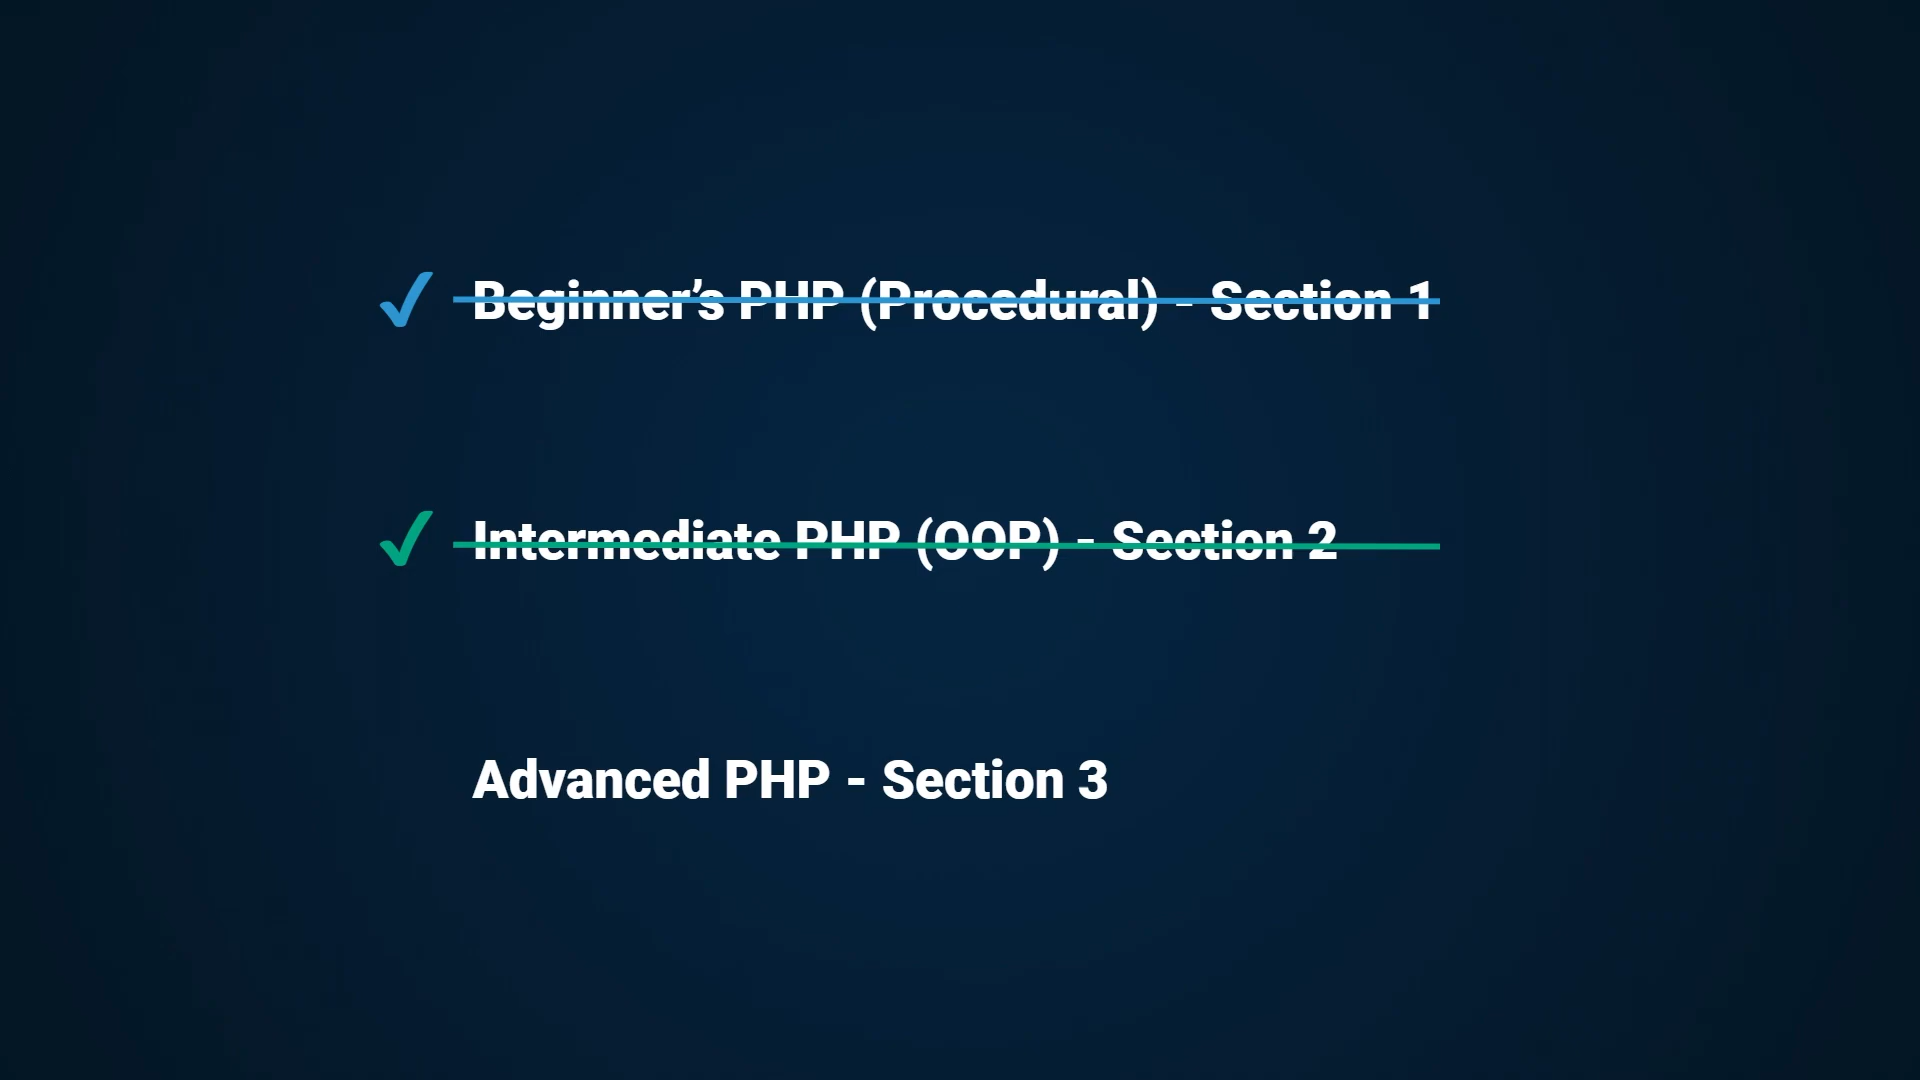 Beginner’s PHP (Procedural) - Section 1
Intermediate PHP (OOP) - Section 2
Advanced PHP - Section 3